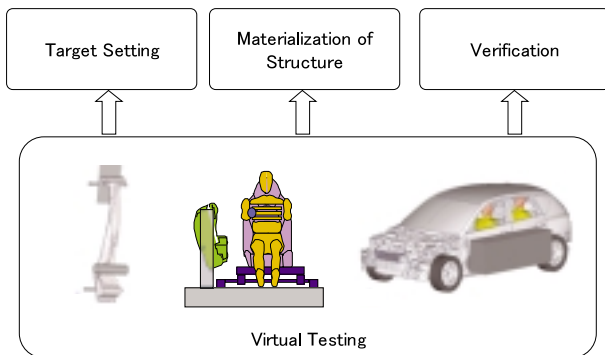 Target Setting
Materialization of
Structure
Verification
Virtual Testing